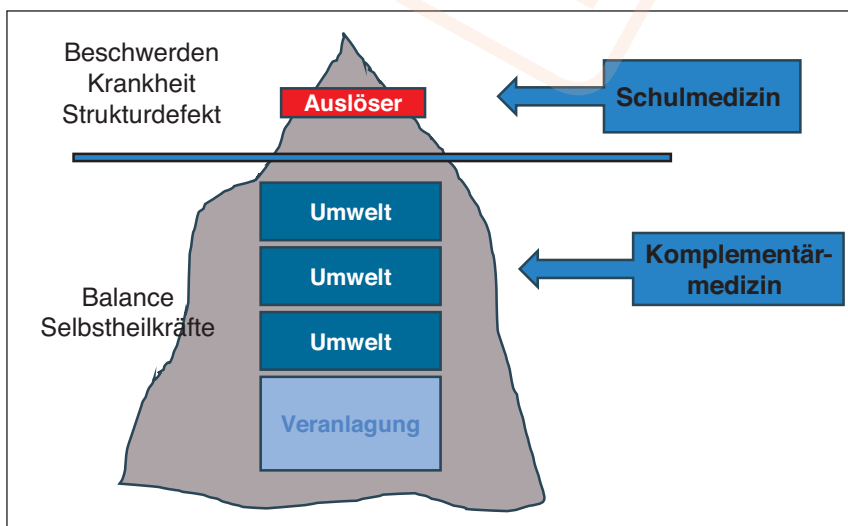 Beschwerden
Krankheit
Strukturdefekt
Auslöser
Schulmedizin
Umwelt
Umwelt
Umwelt
Veranlagung
Balance
Selbstheilkräfte
Komplementär-
medizin